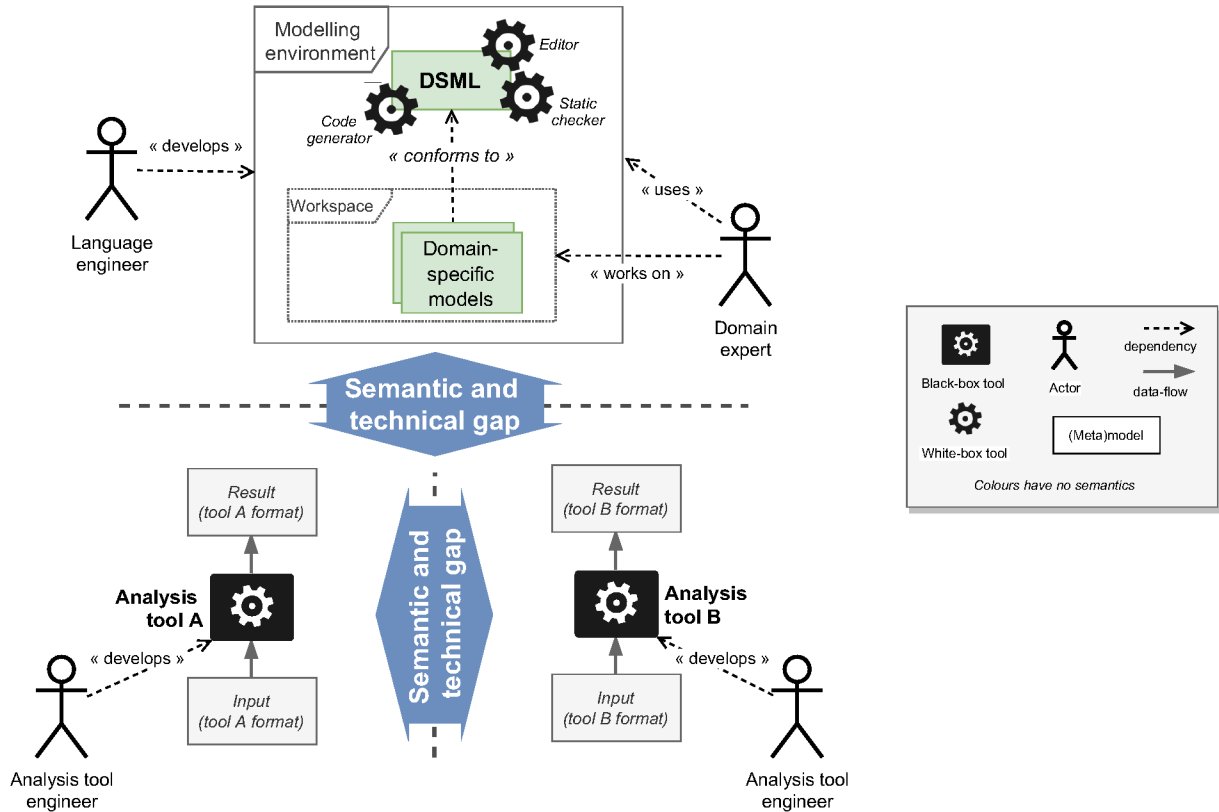 Modelling
environment
Editor
DSML
Static
checker
Code
generator
« develops »
« conforms to »
« uses »
Workspace
Domain-
specific
models
« works on »
Language
engineer
Domain
expert
Semantic and
technical gap
Black-box tool
Actor
dependency
data-flow
White-box tool
(Meta)model
Colours have no semantics
Result
(tool A format)
Analysis
tool A
« develops »
Input
(tool A format)
Analysis tool
engineer
Semantic and
technical gap
Result
(tool B format)
Analysis
tool B
« develops »
Input
(tool B format)
Analysis tool
engineer